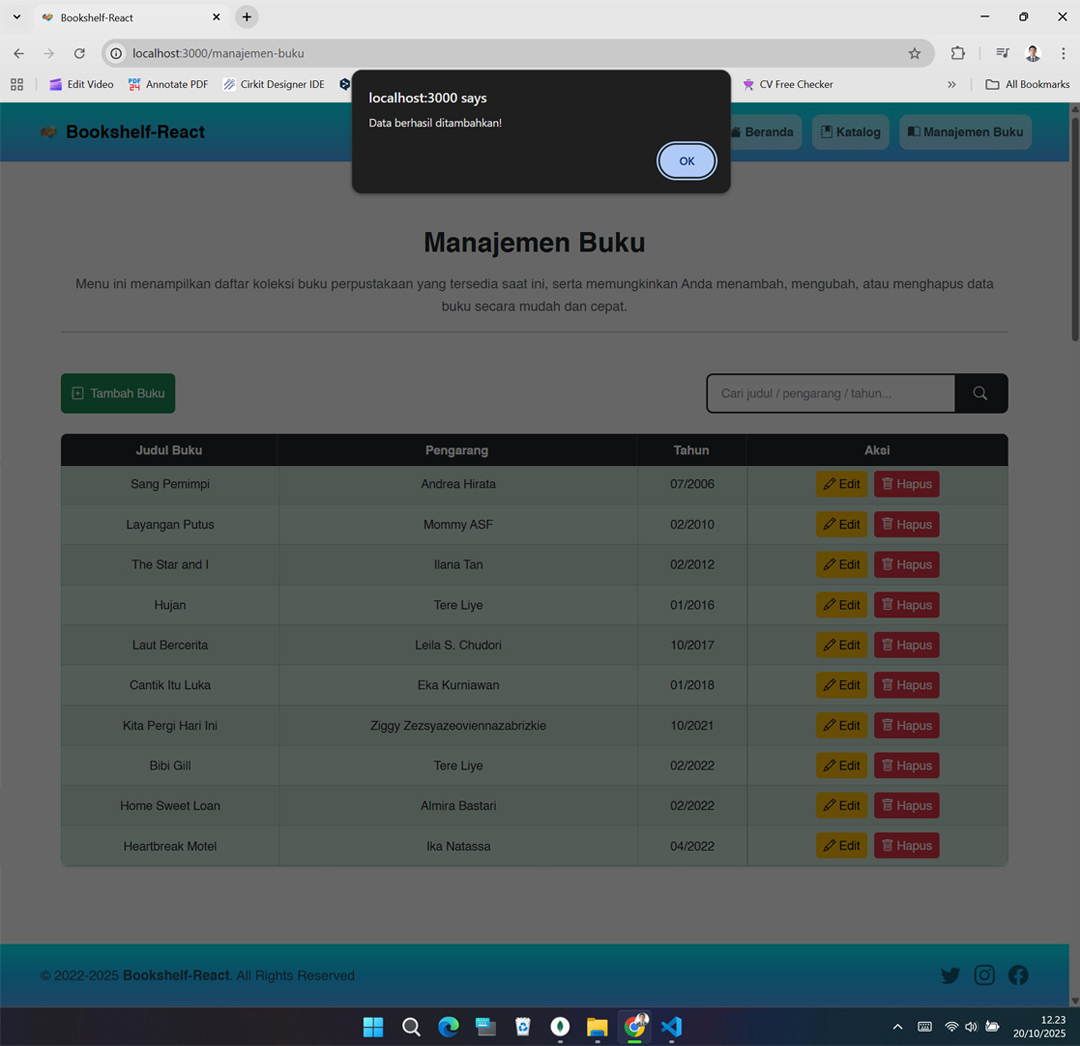 Bookshelf-React
localhost:3000/manajemen-buku
Edit Video
Annotate PDF
Cirkit Designer IDE
CV Free Checker
All Bookmarks
localhost:3000 says
Data berhasil ditambahkan!
OK
Bookshelf-React
Beranda
Katalog
Manajemen Buku
Manajemen Buku
Menu ini menampilkan daftar koleksi buku perpustakaan yang tersedia saat ini, serta memungkinkan Anda menambah, mengubah, atau menghapus data
buku secara mudah dan cepat.
Tambah Buku
Cari judul / pengarang / tahun...
Judul Buku Pengarang Tahun Aksi
Sang Pemimpi Andrea Hirata 07/2006 Edit Hapus
Layangan Putus Mommy ASF 02/2010 Edit Hapus
The Star and I Ilana Tan 02/2012 Edit Hapus
Hujan Tere Liye 01/2016 Edit Hapus
Laut Bercerita Leila S. Chudori 10/2017 Edit Hapus
Cantik Itu Luka Eka Kurniawan 01/2018 Edit Hapus
Kita Pergi Hari Ini Ziggy Zezsyazeoviennazabrizkie 10/2021 Edit Hapus
Bibi Gill Tere Liye 02/2022 Edit Hapus
Home Sweet Loan Almira Bastari 02/2022 Edit Hapus
Heartbreak Motel Ika Natassa 04/2022 Edit Hapus
© 2022-2025 Bookshelf-React. All Rights Reserved
12.23
20/10/2025